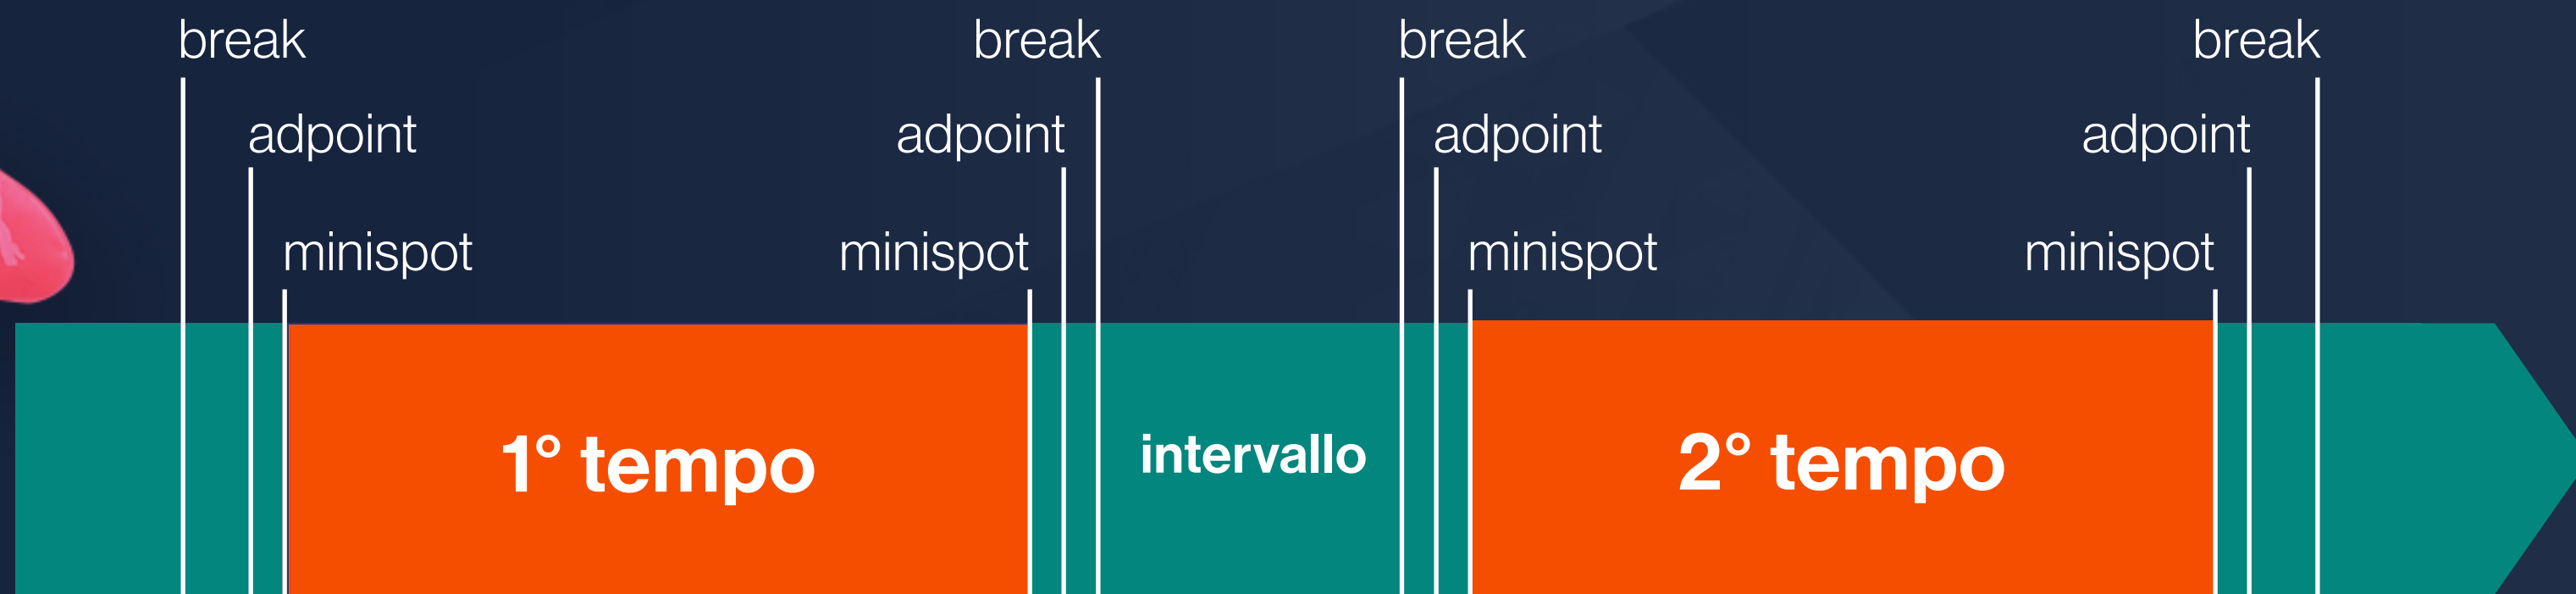 break
break
break
break
adpoint
adpoint
adpoint
adpoint
minispot
minispot
minispot
minispot
1° tempo
intervallo
2° tempo